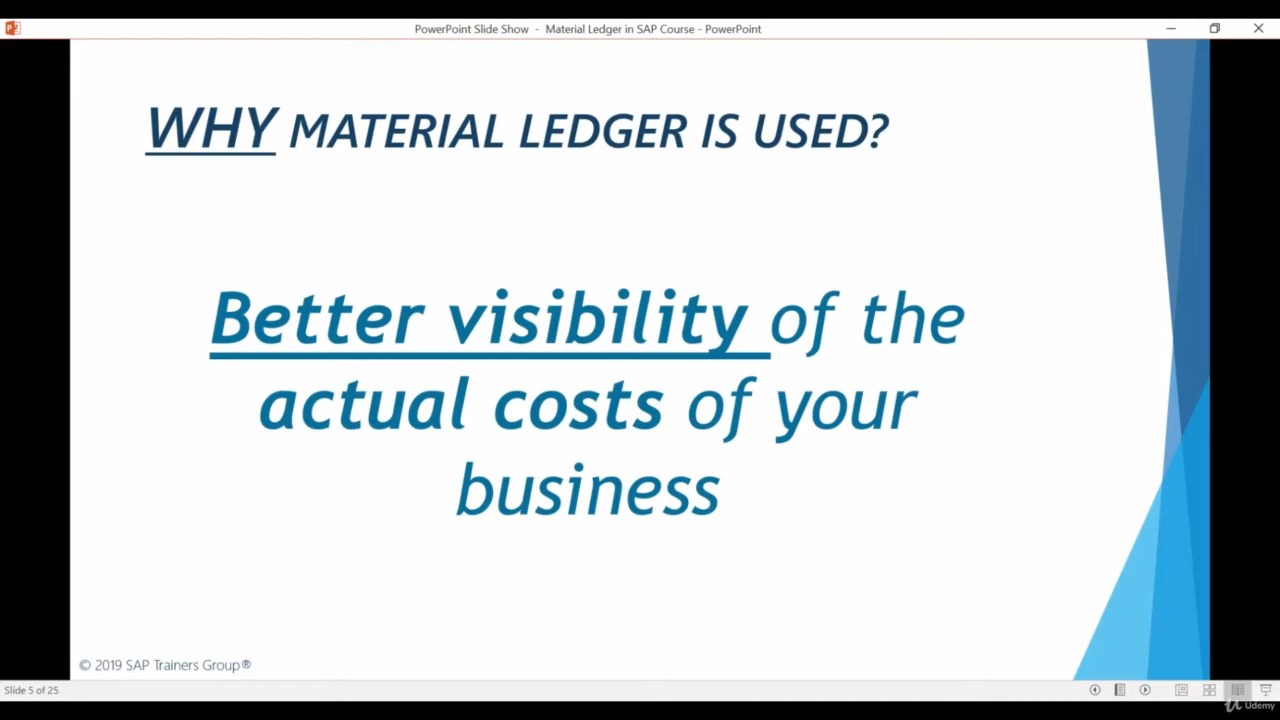 PowerPoint Slide Show - Material Ledger in SAP Course - PowerPoint
WHY MATERIAL LEDGER IS USED?
Better visibility of the
actual costs of your
business
© 2019 SAP Trainers Group®
Slide 5 of 25
Udemy